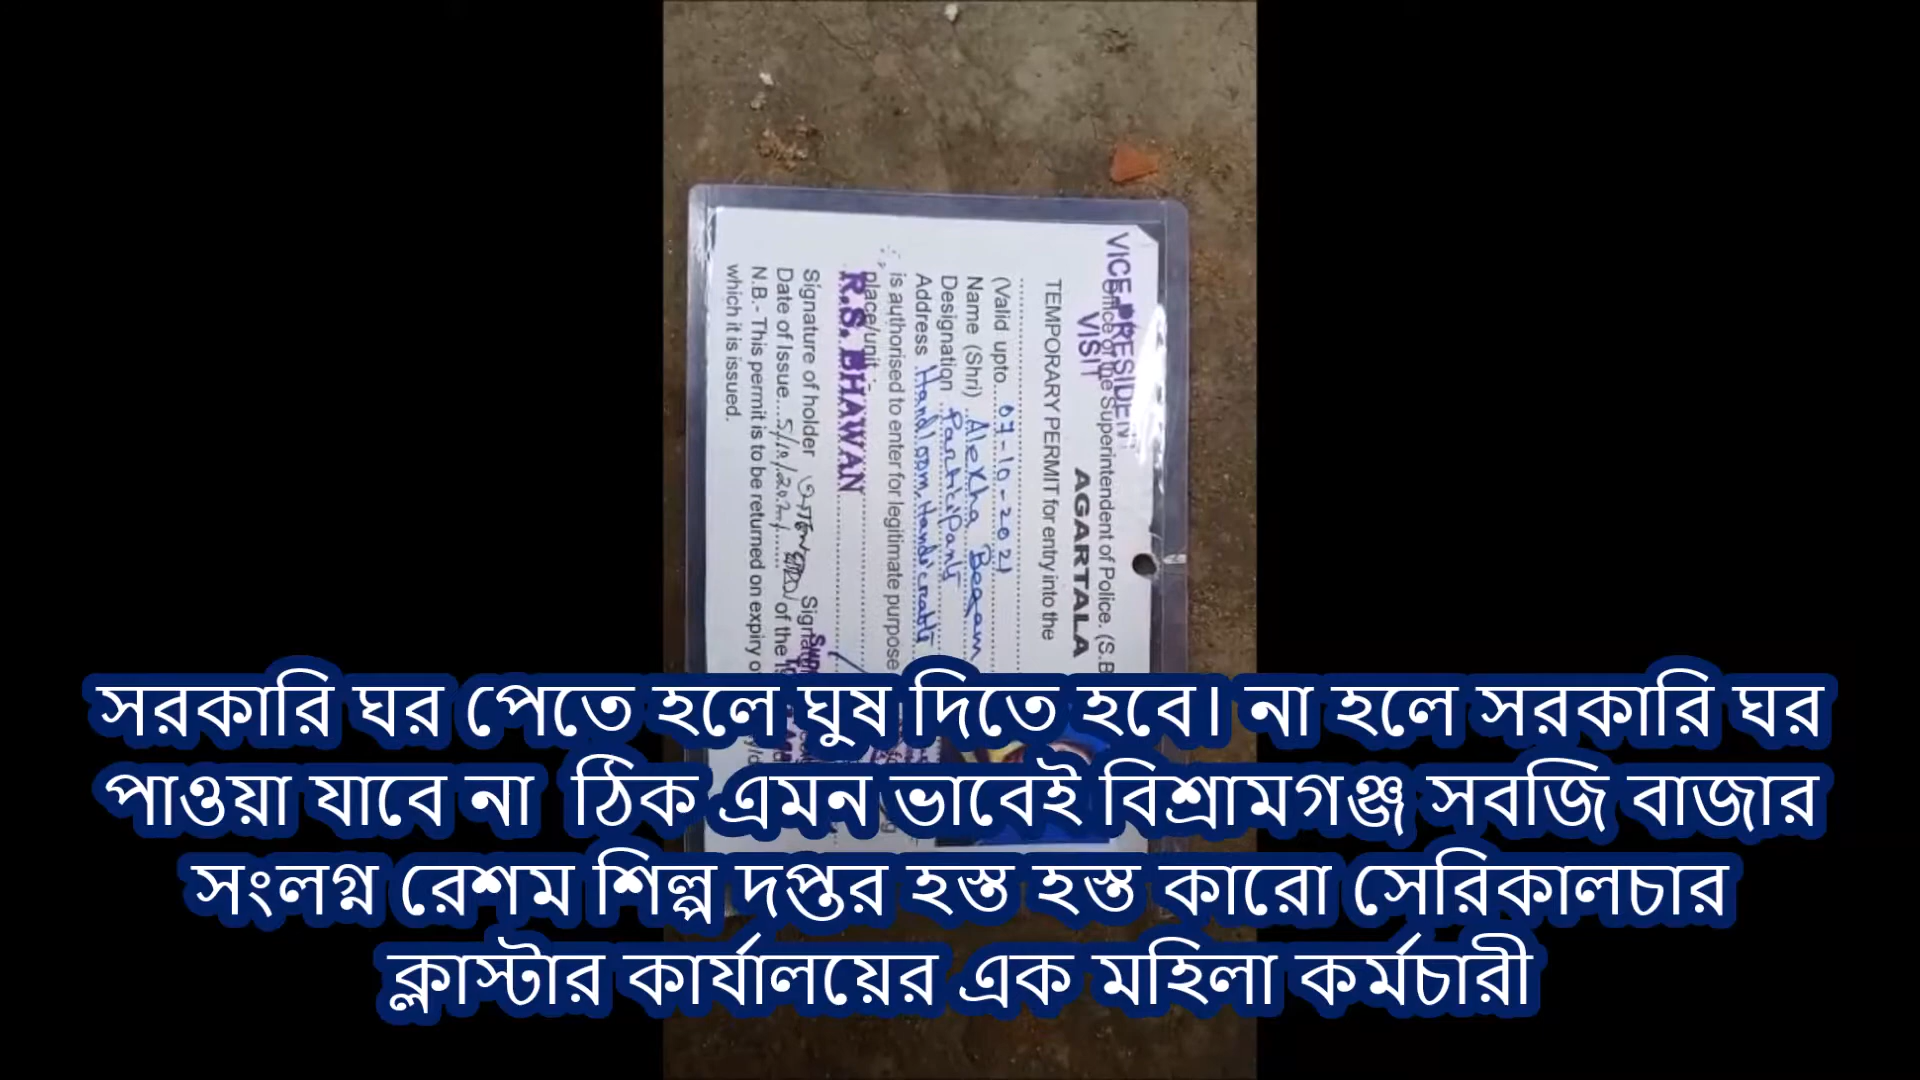 VICE PRESIDENT
VISIT
Office of the Superintendent of Police. (S.B
AGARTALA
TEMPORARY PERMIT for entry into the
(Valid upto 07-10-2021
Name (Shri) Alekha Begam
Designation Participant
Address Handloom, Handicrafts
is authorised to enter for legitimate purpose
place/unit
R.S. BHAWAN
Signature of holder
Date of Issue 5/10/2021 of the
N.B.- This permit is to be returned on expiry
which it is issued.
সরকারি ঘর পেতে হলে ঘুষ দিতে হবে। না হলে সরকারি ঘর
পাওয়া যাবে না ঠিক এমন ভাবেই বিশ্রামগঞ্জ সবজি বাজার
সংলগ্ন রেশম শিল্প দপ্তর হস্ত হস্ত কারো সেরিকালচার
ক্লাস্টার কার্যালয়ের এক মহিলা কর্মচারী